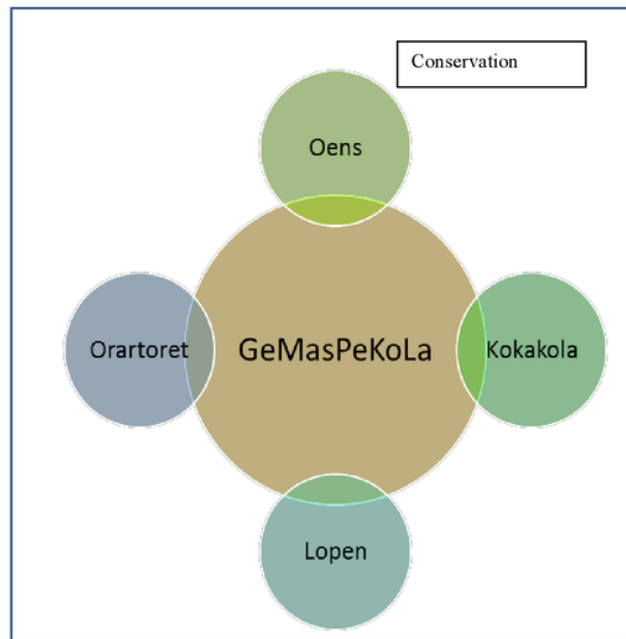 Conservation
Oens
Orartoret
GeMasPeKoLa
Kokakola
Lopen